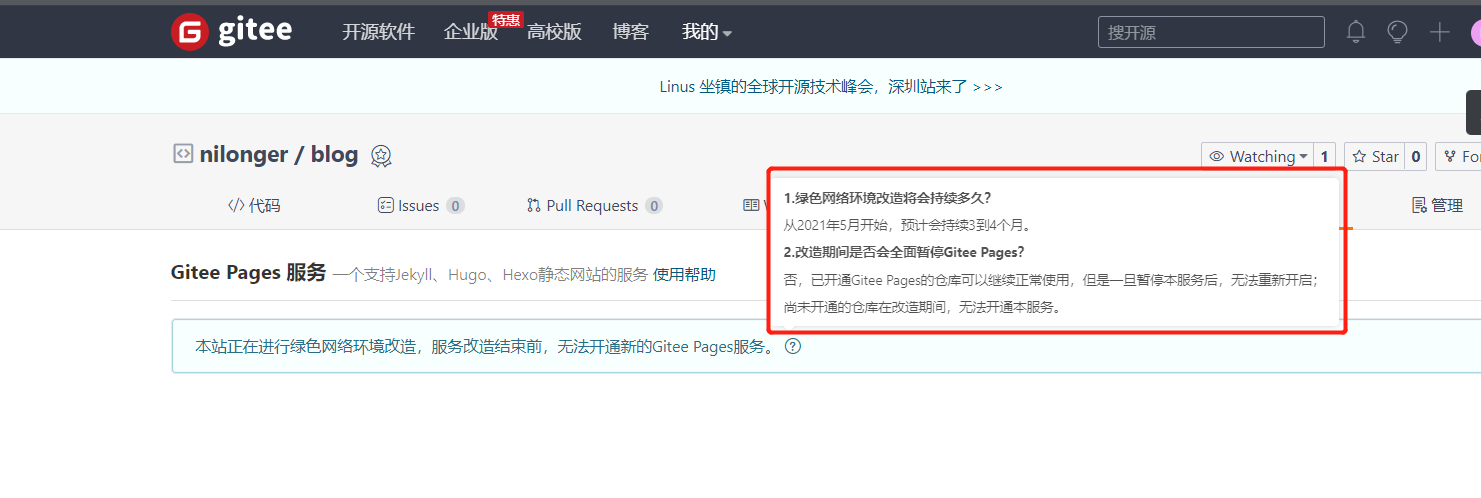 gitee 开源软件 企业版 特惠 高校版 博客 我的 搜开源
Linus 坐镇的全球开源技术峰会，深圳站来了 >>>
nilonger / blog
Watching 1 Star 0
代码 Issues 0 Pull Requests 0 管理
1.绿色网络环境改造将会持续多久？
从2021年5月开始，预计会持续3到4个月。
2.改造期间是否会全面暂停Gitee Pages？
否，已开通Gitee Pages的仓库可以继续正常使用，但是一旦暂停本服务后，无法重新开启；
尚未开通的仓库在改造期间，无法开通本服务。
Gitee Pages 服务 一个支持Jekyll、Hugo、Hexo静态网站的服务 使用帮助
本站正在进行绿色网络环境改造，服务改造结束前，无法开通新的Gitee Pages服务。